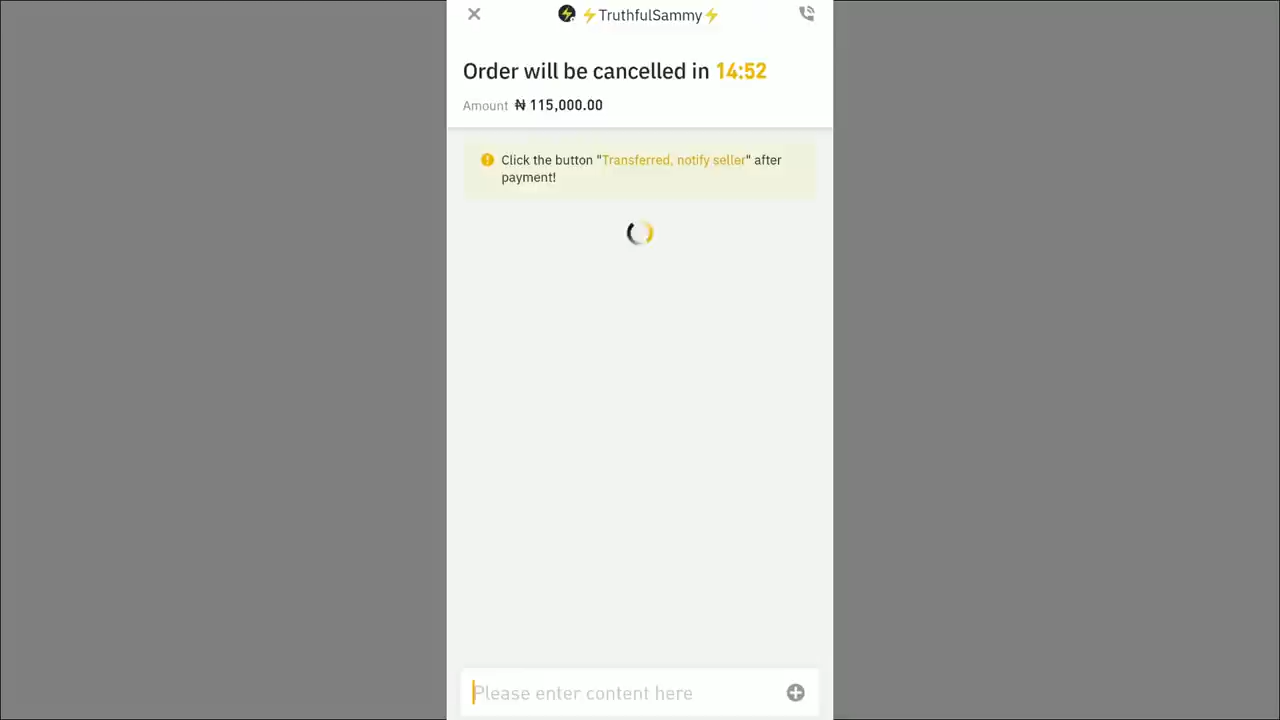 ⚡TruthfulSammy⚡
Order will be cancelled in 14:52
Amount ₦ 115,000.00
Click the button "Transferred, notify seller" after
payment!
Please enter content here